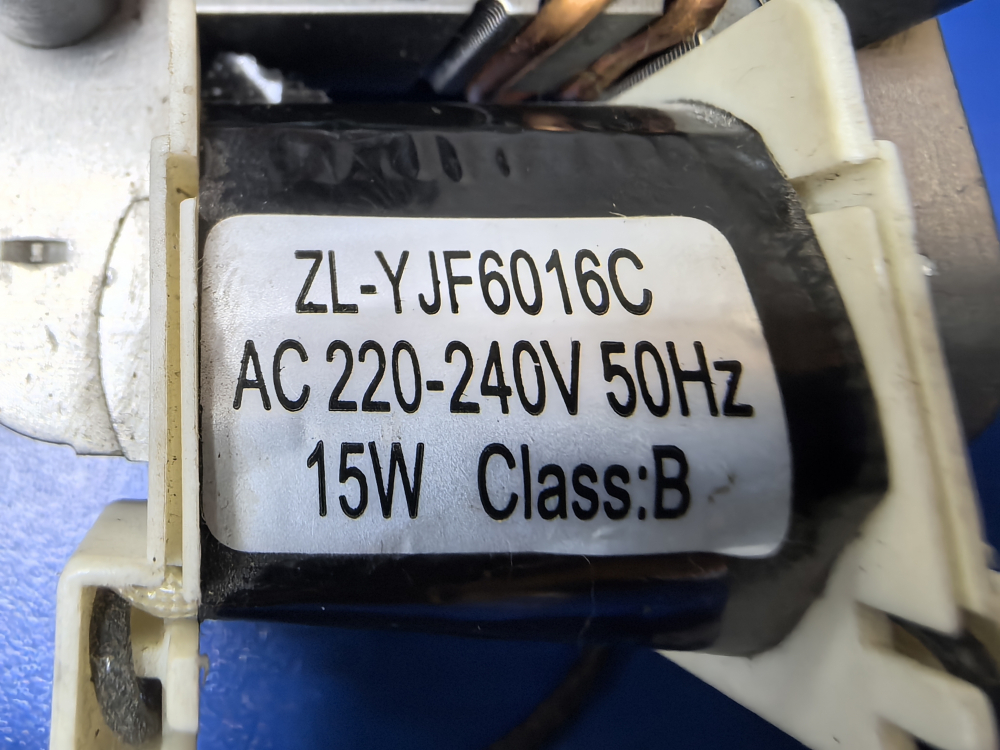 ZL-YJF6016C
AC 220-240V 50Hz
15W Class:B